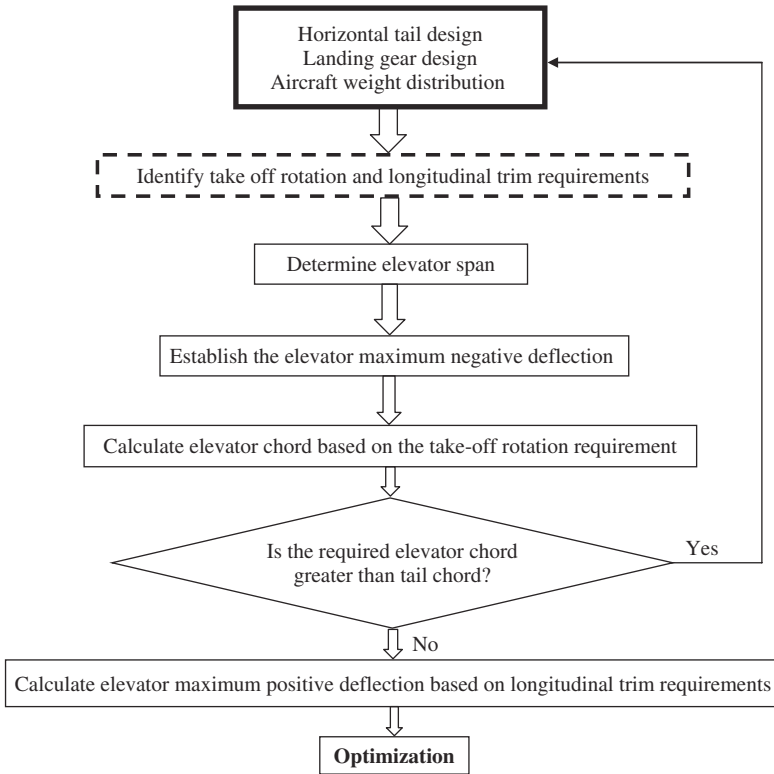 Horizontal tail design
Landing gear design
Aircraft weight distribution
Identify take off rotation and longitudinal trim requirements
Determine elevator span
Establish the elevator maximum negative deflection
Calculate elevator chord based on the take-off rotation requirement
Is the required elevator chord
greater than tail chord?
Yes
No
Calculate elevator maximum positive deflection based on longitudinal trim requirements
Optimization